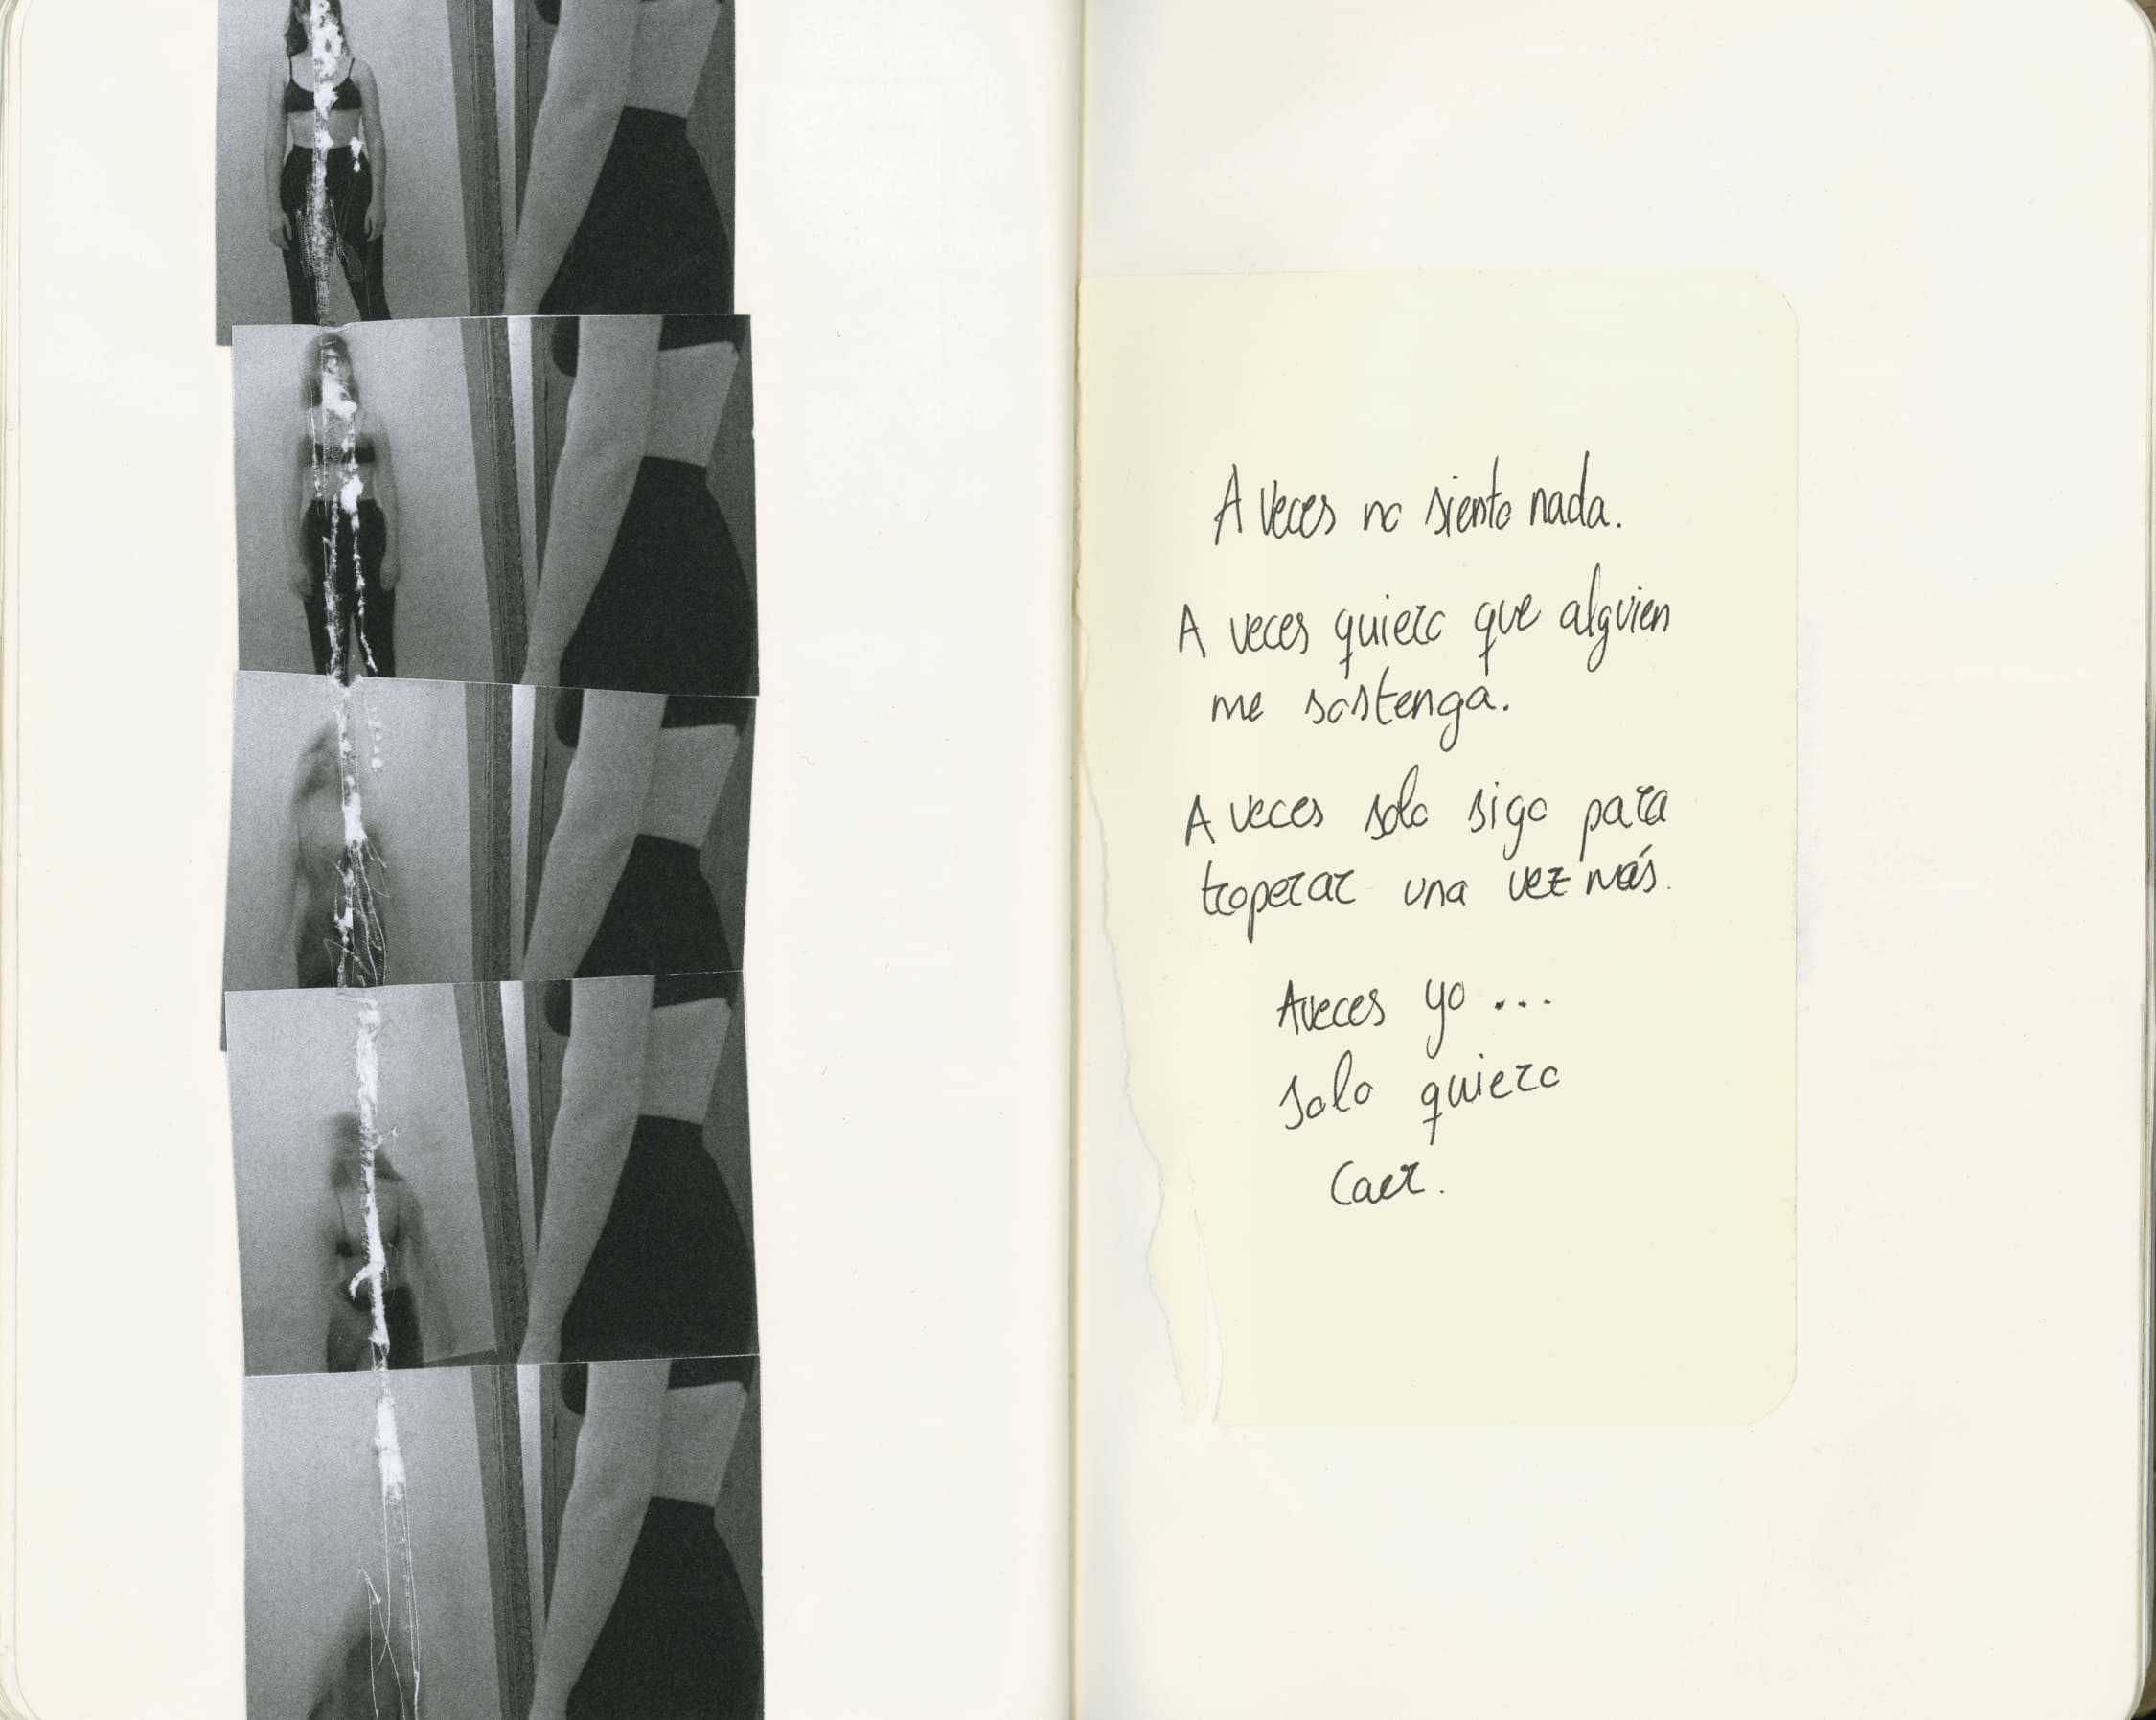 A veces no siento nada.
A veces quiero que alguien
me sostenga.
A veces solo sigo para
troperar una vez más.
Aveces yo...
solo quiero
Caer.